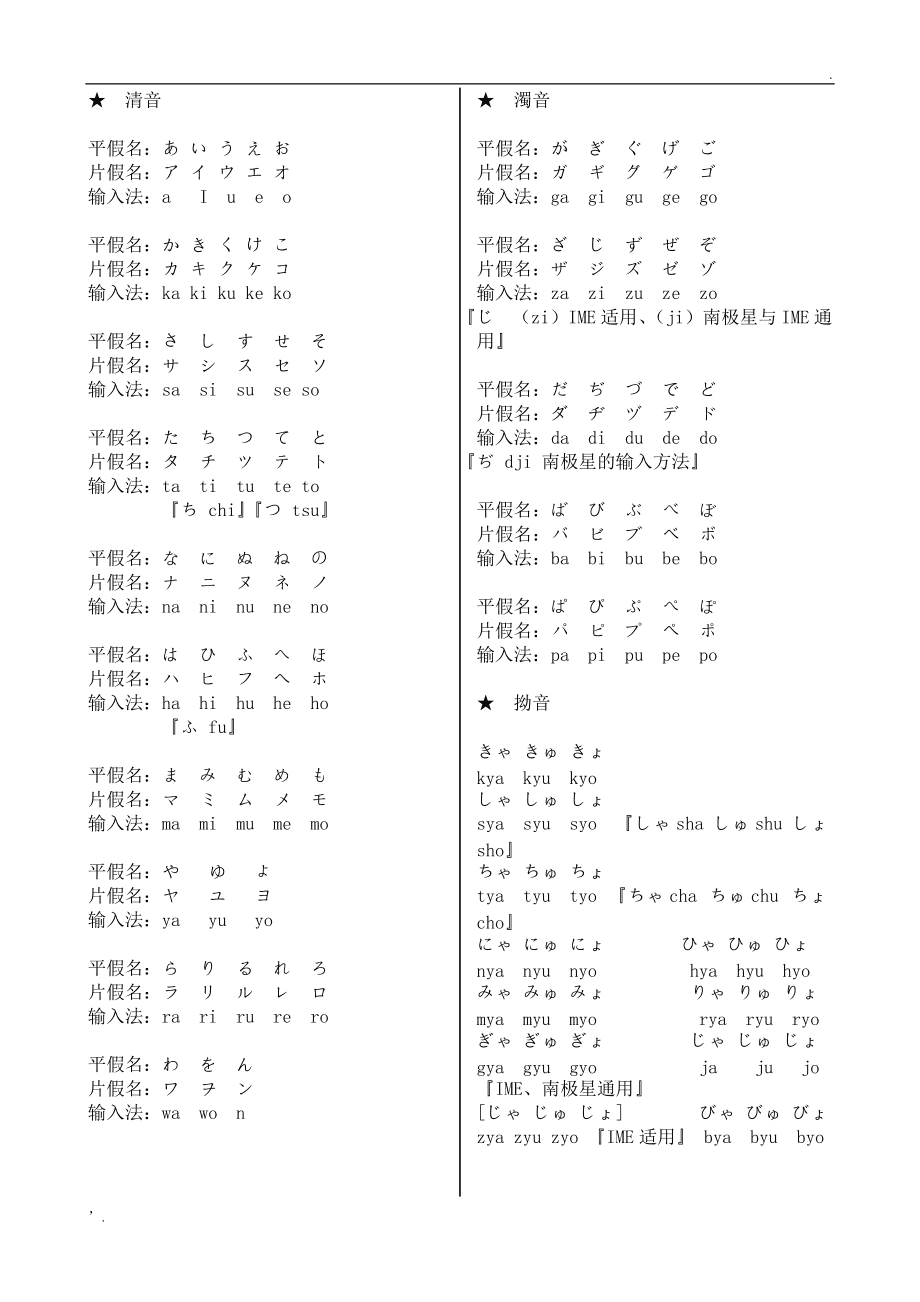 ★ 清音
平假名：あ い う え お
片假名：ア イ ウ エ オ
输入法：a I u e o
平假名：か き く け こ
片假名：カ キ ク ケ コ
输入法：ka ki ku ke ko
平假名：さ し す せ そ
片假名：サ シ ス セ ソ
输入法：sa si su se so
平假名：た ち つ て と
片假名：タ チ ツ テ ト
输入法：ta ti tu te to
『ち chi』『つ tsu』
平假名：な に ぬ ね の
片假名：ナ ニ ヌ ネ ノ
输入法：na ni nu ne no
平假名：は ひ ふ へ ほ
片假名：ハ ヒ フ ヘ ホ
输入法：ha hi hu he ho
『ふ fu』
平假名：ま み む め も
片假名：マ ミ ム メ モ
输入法：ma mi mu me mo
平假名：や ゆ ょ
片假名：ヤ ユ ヨ
输入法：ya yu yo
平假名：ら り る れ ろ
片假名：ラ リ ル レ ロ
输入法：ra ri ru re ro
平假名：わ を ん
片假名：ワ ヲ ン
输入法：wa wo n
★ 濁音
平假名：が ぎ ぐ げ ご
片假名：ガ ギ グ ゲ ゴ
输入法：ga gi gu ge go
平假名：ざ じ ず ぜ ぞ
片假名：ザ ジ ズ ゼ ゾ
输入法：za zi zu ze zo
『じ （zi）IME 适用、（ji）南极星与 IME 通
用』
平假名：だ ぢ づ で ど
片假名：ダ ヂ ヅ デ ド
输入法：da di du de do
『ぢ dji 南极星的输入方法』
平假名：ば び ぶ べ ぼ
片假名：バ ビ ブ ベ ボ
输入法：ba bi bu be bo
平假名：ぱ ぴ ぷ ぺ ぽ
片假名：パ ピ プ ペ ポ
输入法：pa pi pu pe po
★ 拗音
きゃ きゅ きょ
kya kyu kyo
しゃ しゅ しょ
sya syu syo 『しゃ sha しゅ shu しょ
sho』
ちゃ ちゅ ちょ
tya tyu tyo 『ちゃ cha ちゅ chu ちょ
cho』
にゃ にゅ にょ ひゃ ひゅ ひょ
nya nyu nyo hya hyu hyo
みゃ みゅ みょ りゃ りゅ りょ
mya myu myo rya ryu ryo
ぎゃ ぎゅ ぎょ じゃ じゅ じょ
gya gyu gyo ja ju jo
『IME、南极星通用』
[じゃ じゅ じょ] びゃ びゅ びょ
zya zyu zyo 『IME 适用』 bya byu byo